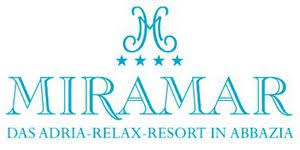 M
★★★★
MIRAMAR
DAS ADRIA-RELAX-RESORT IN ABBAZIA